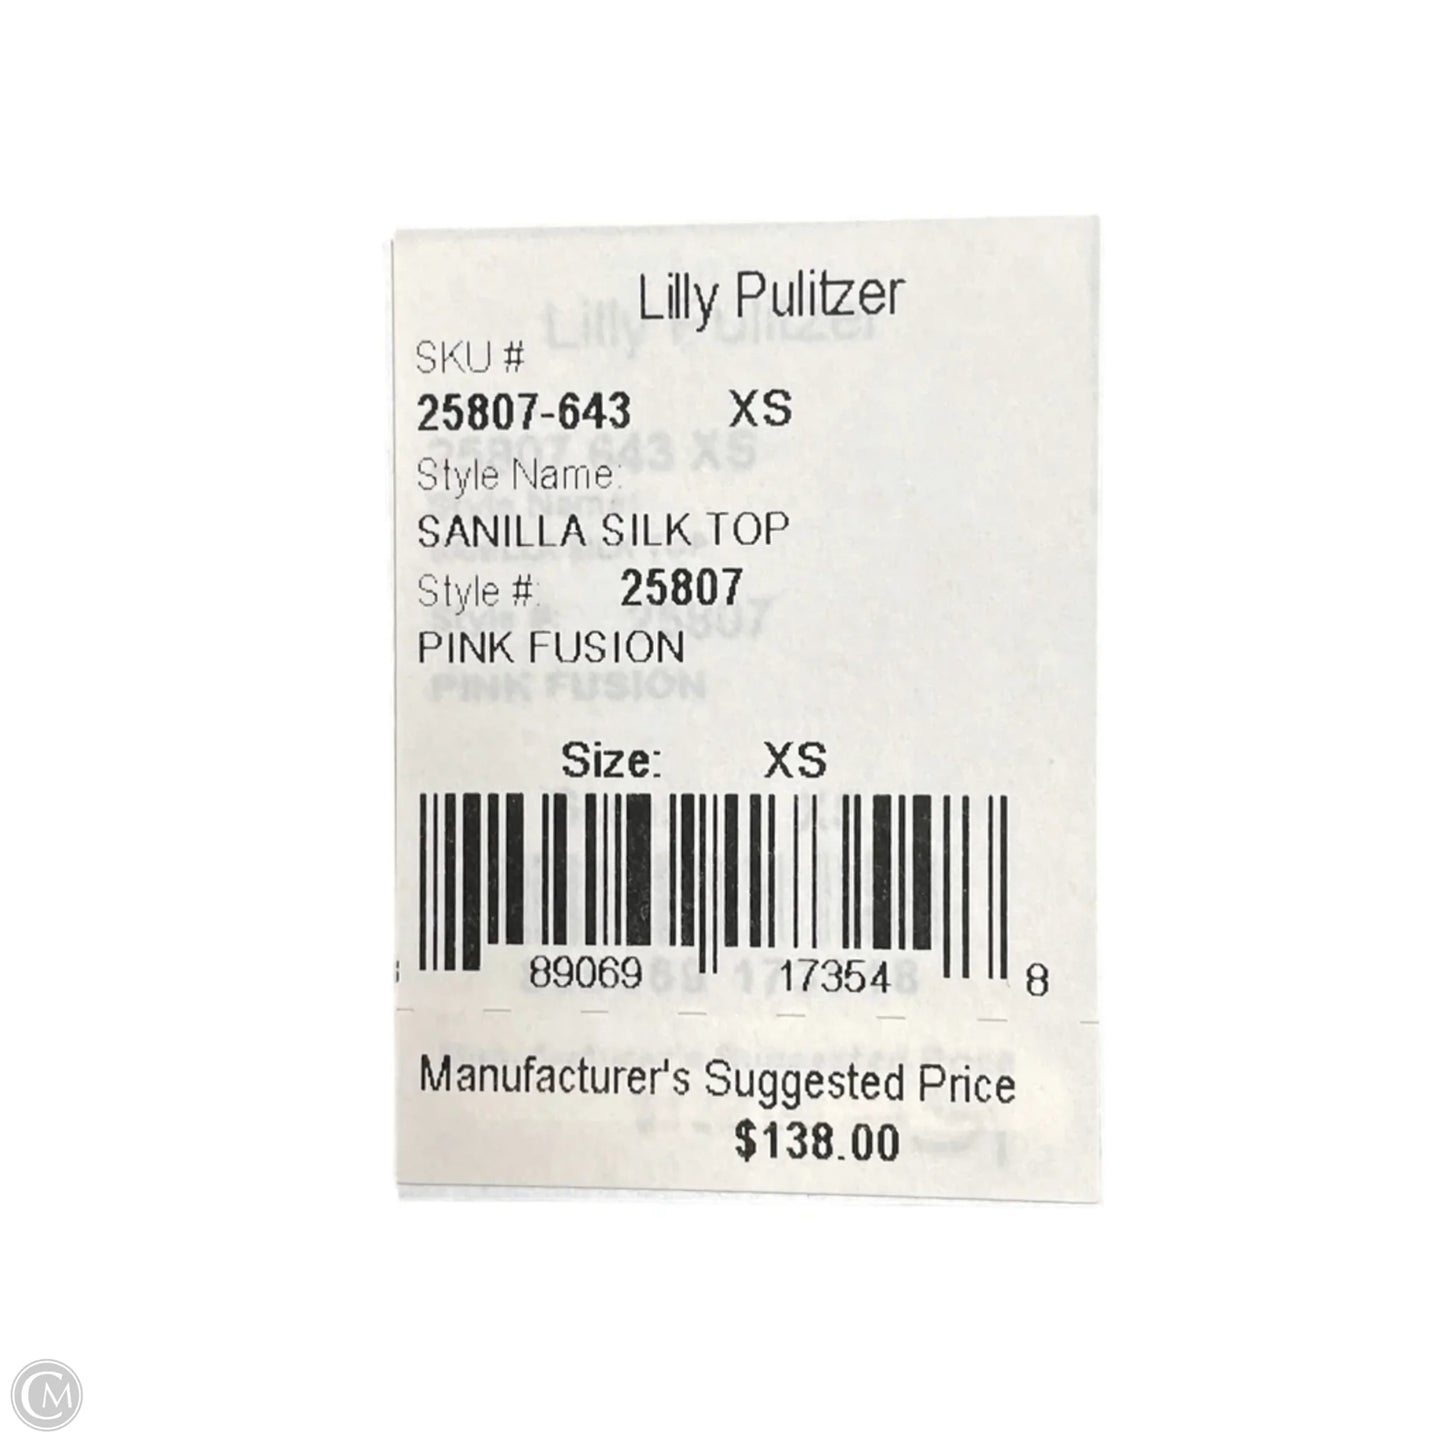 Lilly Pulitzer
SKU #
25807-643 XS
Style Name:
SANILLA SILK TOP
Style #: 25807
PINK FUSION
Size: XS
89069 17354 8
Manufacturer's Suggested Price
$138.00
CM